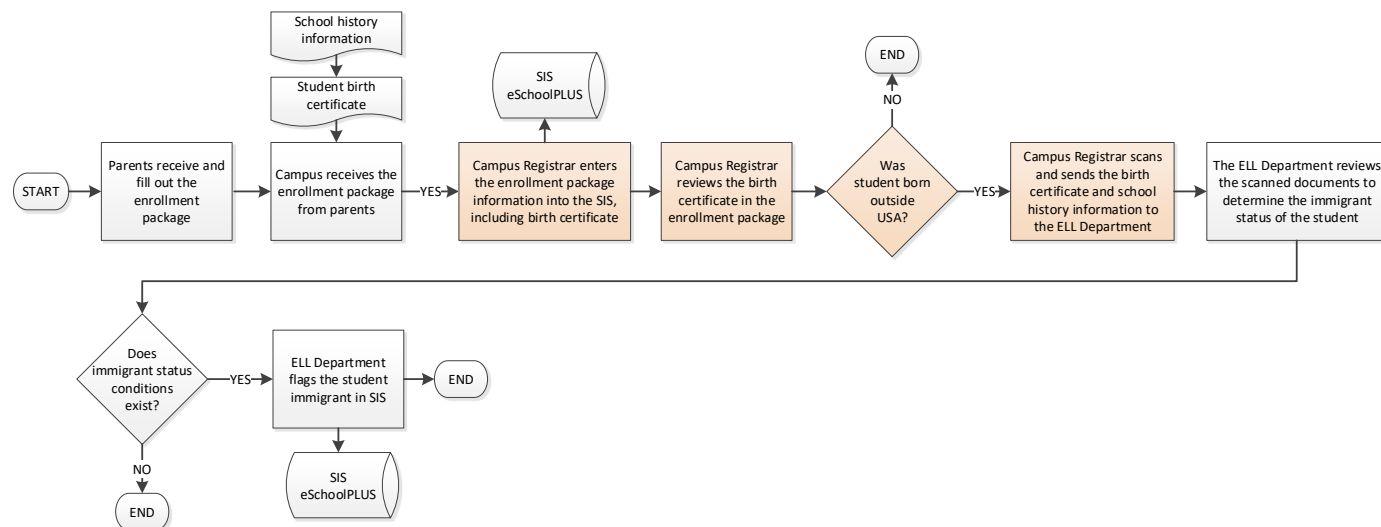 School history
information
Student birth
certificate
SIS
eSchoolPLUS
END
NO
START
Parents receive and
fill out the
enrollment
package
Campus receives the
enrollment package
from parents
YES
Campus Registrar enters
the enrollment package
information into the SIS,
including birth certificate
Campus Registrar
reviews the birth
certificate in the
enrollment package
Was
student born
outside
USA?
YES
Campus Registrar scans
and sends the birth
certificate and school
history information to
the ELL Department
The ELL Department reviews
the scanned documents to
determine the immigrant
status of the student
Does
immigrant status
conditions
exist?
YES
ELL Department
flags the student
immigrant in SIS
END
NO
END
SIS
eSchoolPLUS